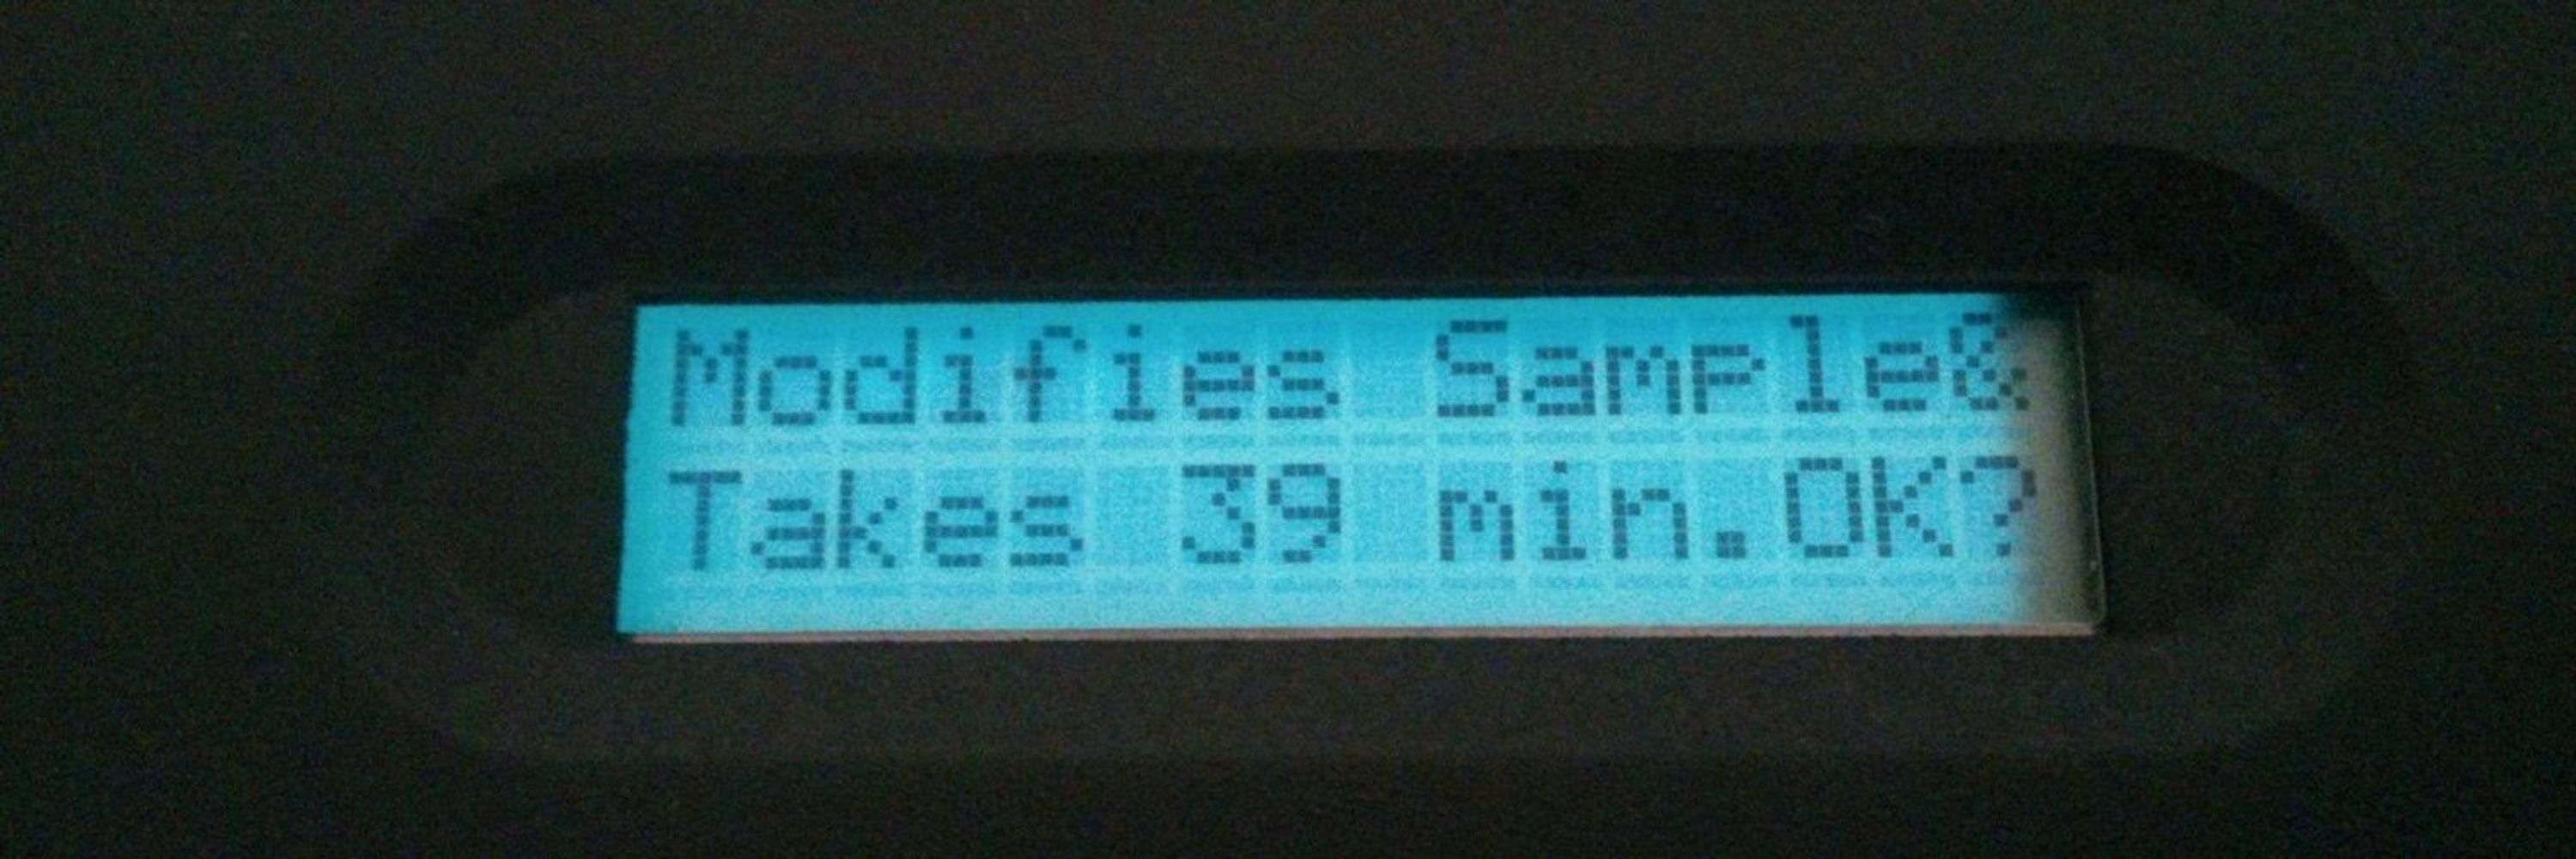 Modifies Sample&
Takes 39 min.OK?